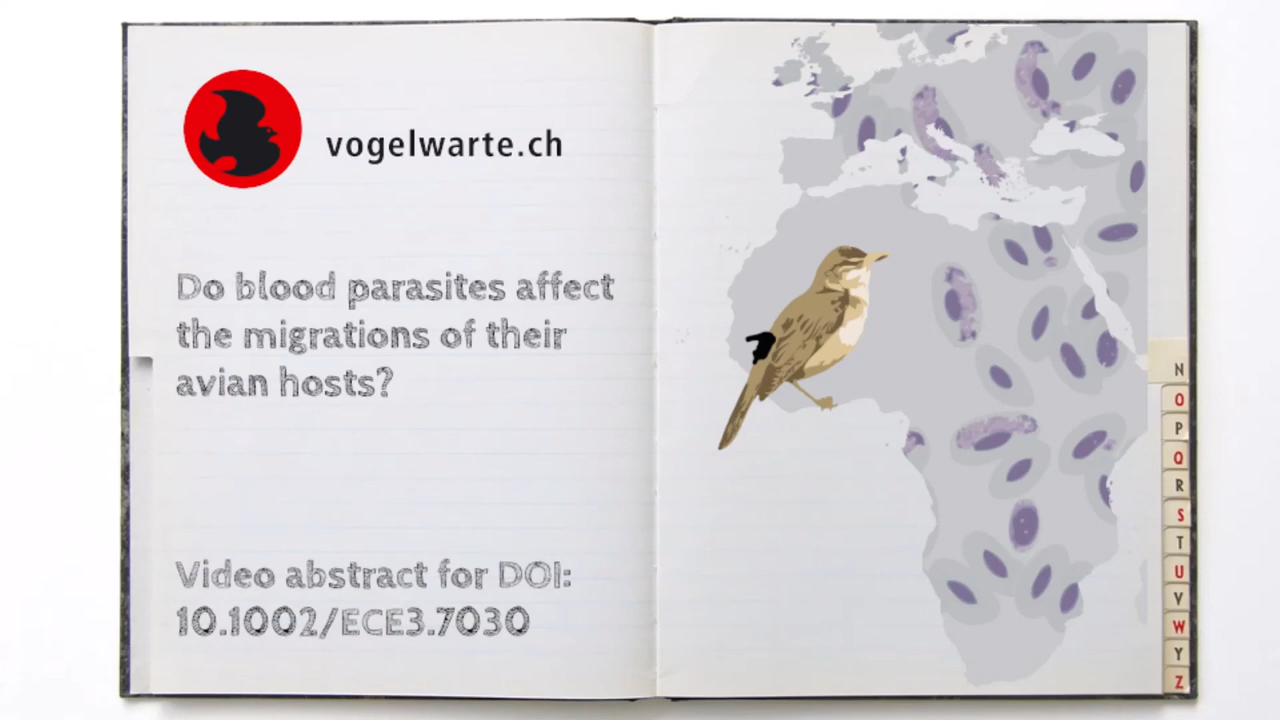 vogelwarte.ch
Do blood parasites affect
the migrations of their
avian hosts?
Video abstract for DOI:
10.1002/ECE3.7030
N
O
P
Q
R
S
T
U
V
W
Y
Z